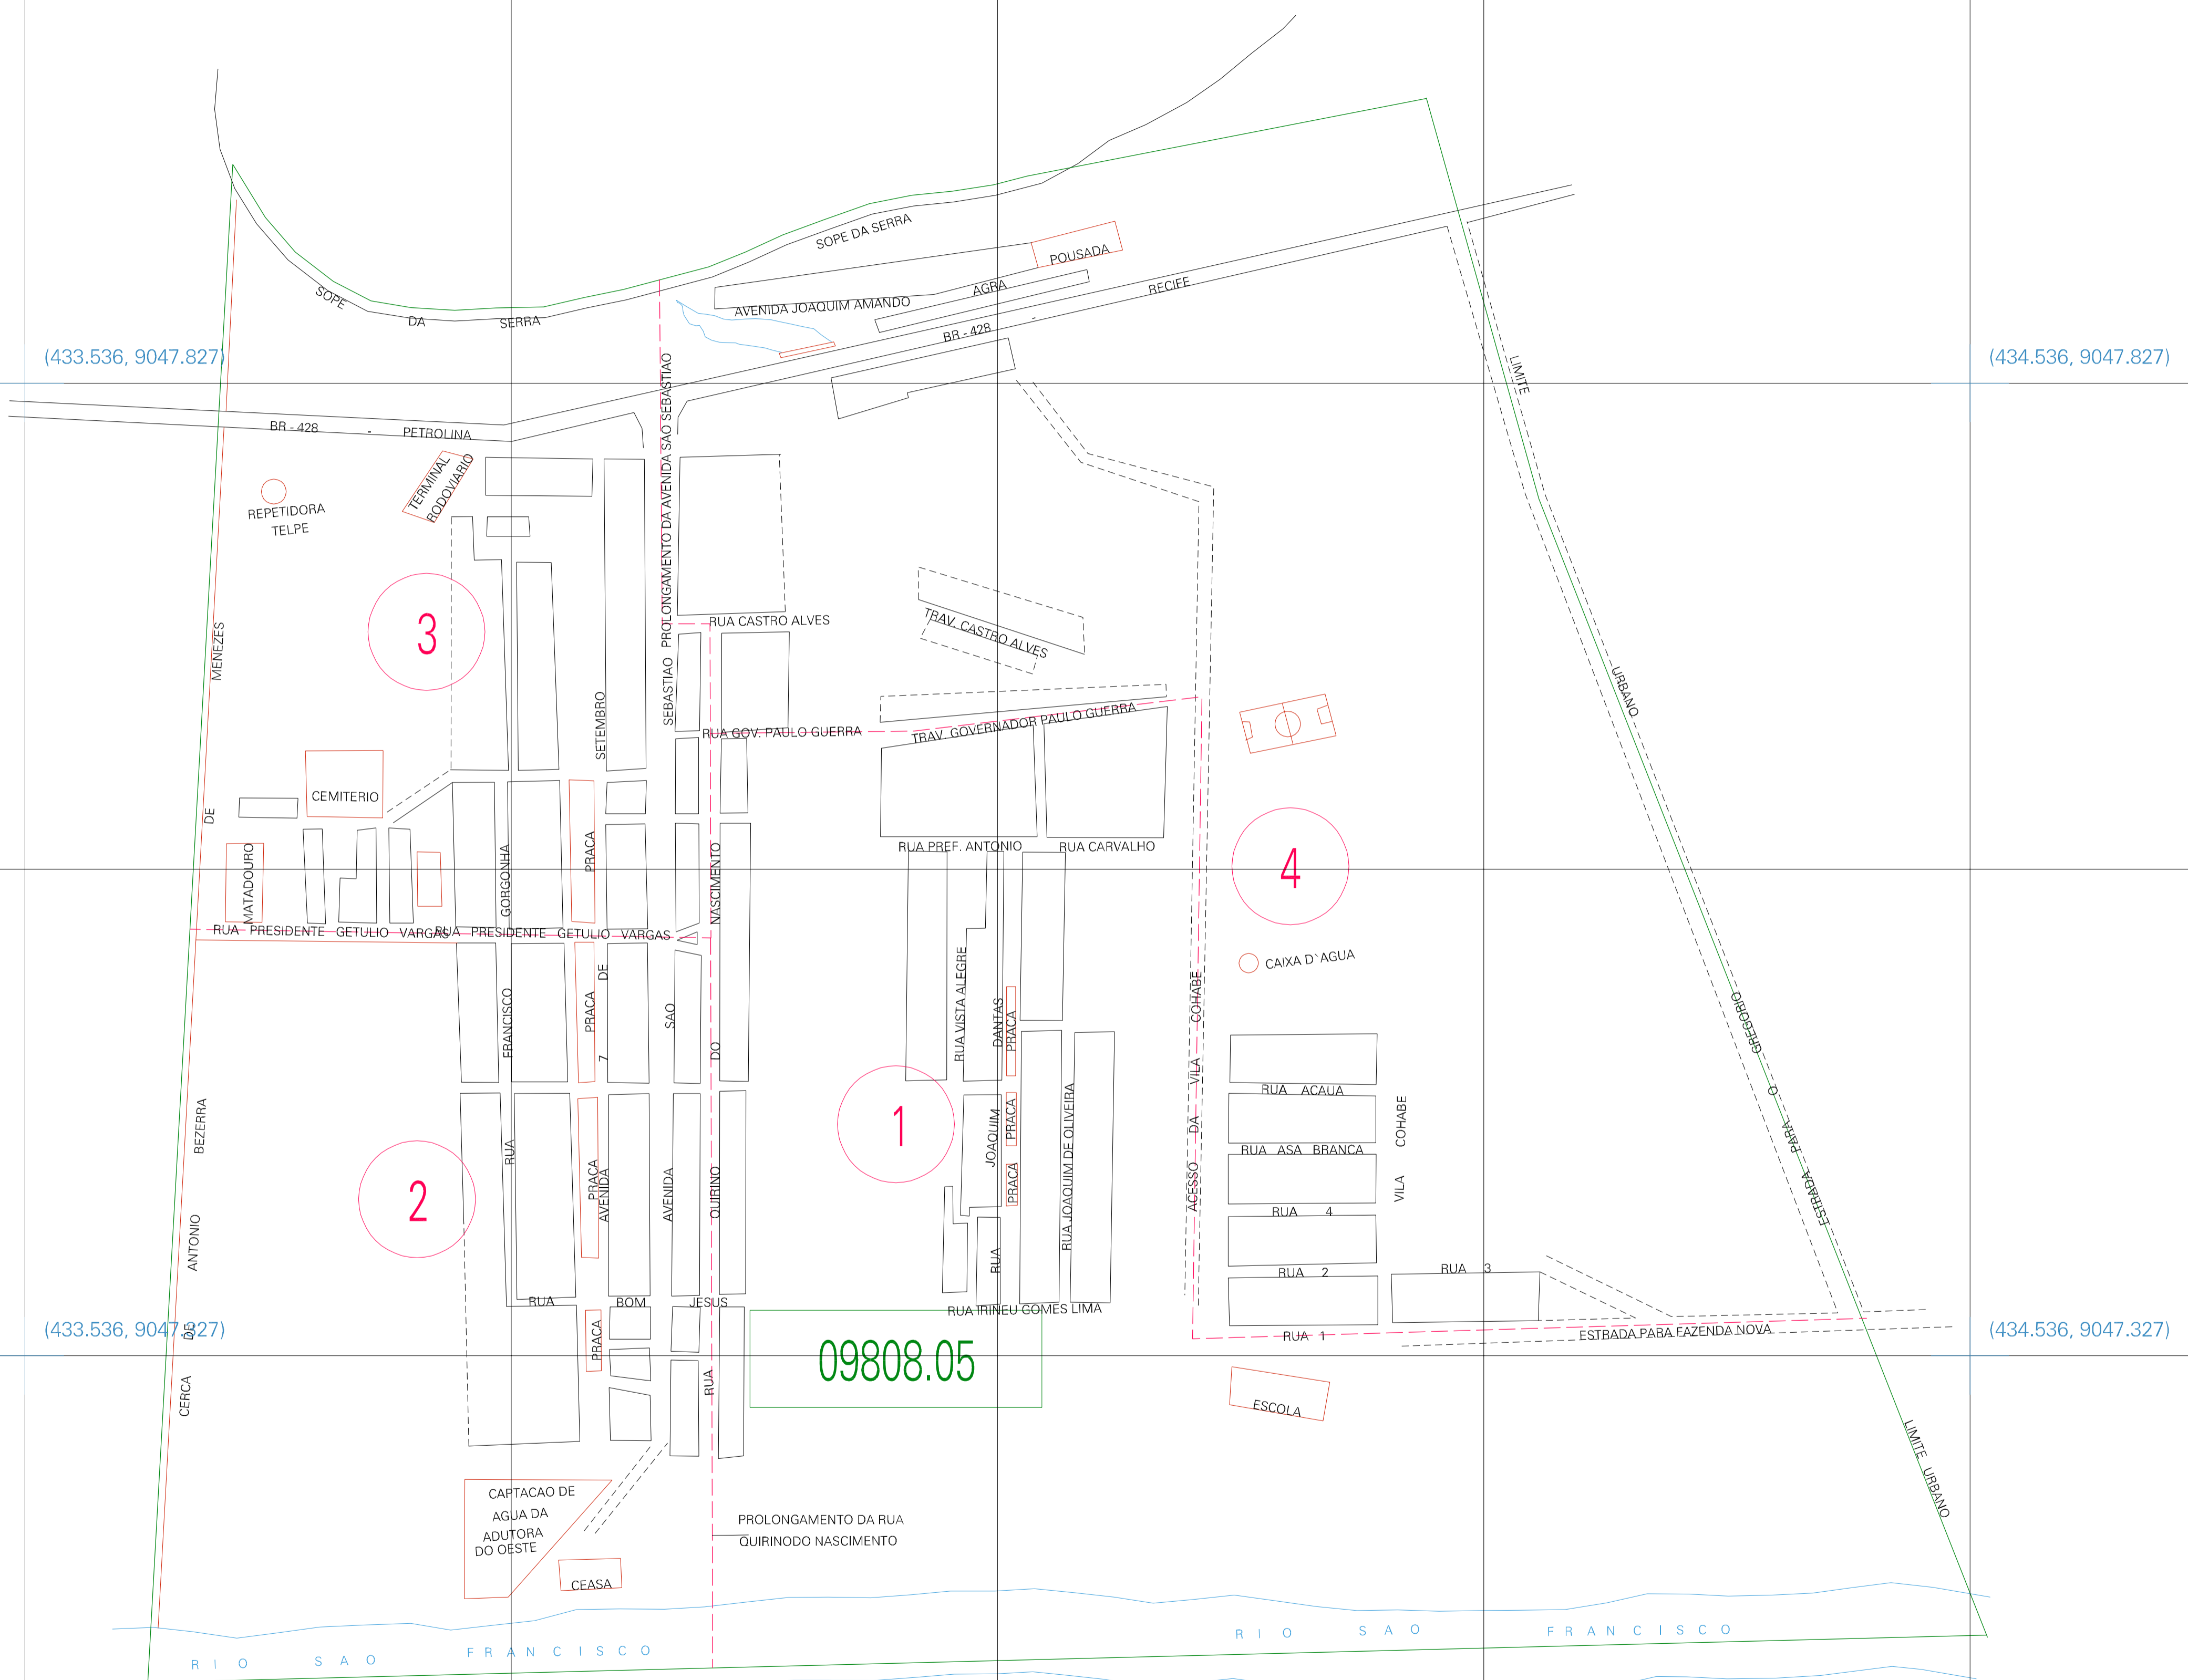 SOPE DA SERRA
POUSADA
AGRA
AVENIDA JOAQUIM AMANDO
RECIFE
SOPE
DA
SERRA
BR - 428 -
(433.536, 9047.827)
(434.536, 9047.827)
LIMITE
BR - 428 - PETROLINA
TERMINAL
RODOVIARIO
REPETIDORA
TELPE
PROLONGAMENTO DA AVENIDA SAO SEBASTIAO
RUA CASTRO ALVES
TRAV. CASTRO ALVES
3
MENEZES
SEBASTIAO
SETEMBRO
URBANO
RUA GOV. PAULO GUERRA
TRAV. GOVERNADOR PAULO GUERRA
CEMITERIO
DE
PRACA
MATADOURO
GORGONHA
NASCIMENTO
RUA PREF. ANTONIO
RUA CARVALHO
4
RUA PRESIDENTE GETULIO VARGAS
RUA PRESIDENTE GETULIO VARGAS
CAIXA D`AGUA
RUA VISTA ALEGRE
DANTAS
PRACA
COHABE
FRANCISCO
PRACA
7
DE
SAO
DO
GREGORIO
O
PARA
ESTRADA
VILA
RUA ACAUA
BEZERRA
1
JOAQUIM
PRACA
RUA JOAQUIM DE OLIVEIRA
DA
COHABE
RUA
RUA ASA BRANCA
2
PRACA
AVENIDA
AVENIDA
QUIRINO
PRACA
ACESSO
VILA
RUA 4
ANTONIO
RUA
RUA 2
RUA 3
RUA BOM JESUS
RUA IRINEU GOMES LIMA
(433.536, 9047.327)
(434.536, 9047.327)
DE
PRACA
RUA 1
ESTRADA PARA FAZENDA NOVA
09808.05
CERCA
RUA
ESCOLA
LIMITE URBANO
CAPTACAO DE
AGUA DA
ADUTORA
DO OESTE
PROLONGAMENTO DA RUA
QUIRINODO NASCIMENTO
CEASA
RIO SAO FRANCISCO
RIO SAO FRANCISCO